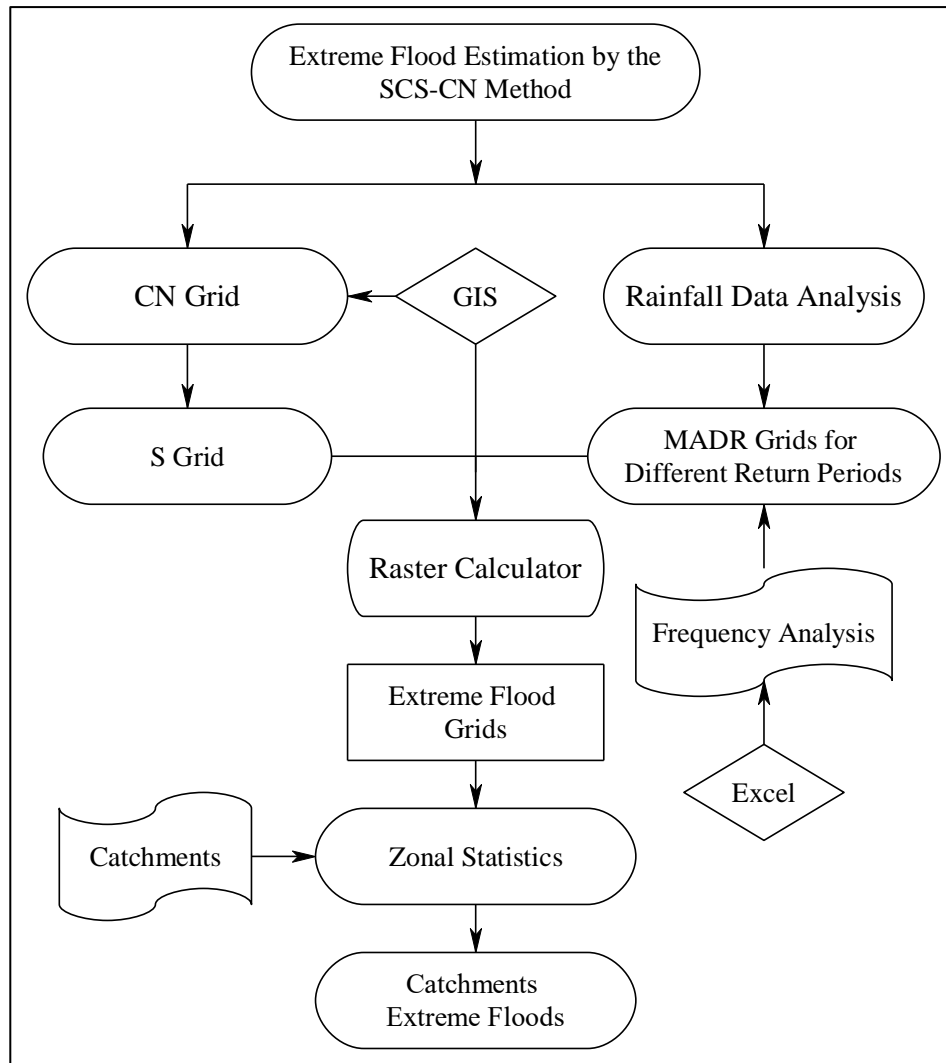 Extreme Flood Estimation by the
SCS-CN Method
CN Grid
GIS
Rainfall Data Analysis
S Grid
MADR Grids for
Different Return Periods
Raster Calculator
Frequency Analysis
Extreme Flood
Grids
Excel
Catchments
Zonal Statistics
Catchments
Extreme Floods